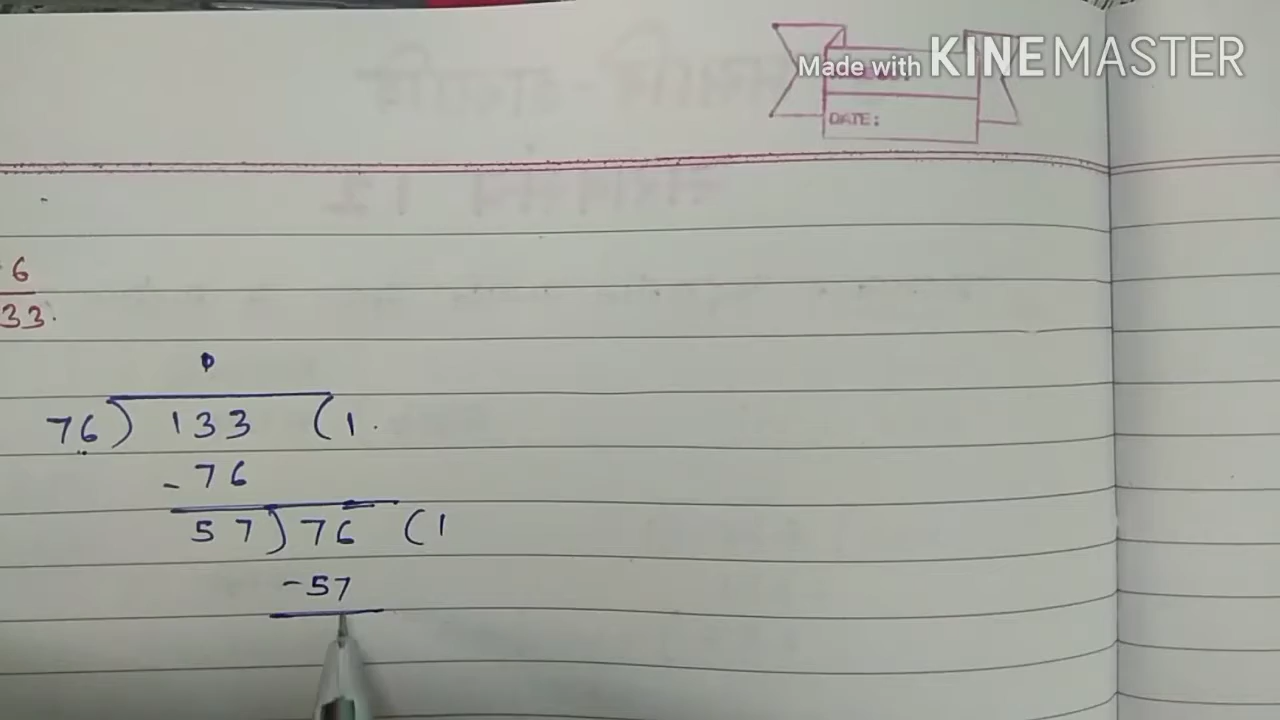 Made with KINEMASTER
DATE:
6
33.
76) 133 (1.
- 76
57) 76 (1
- 57